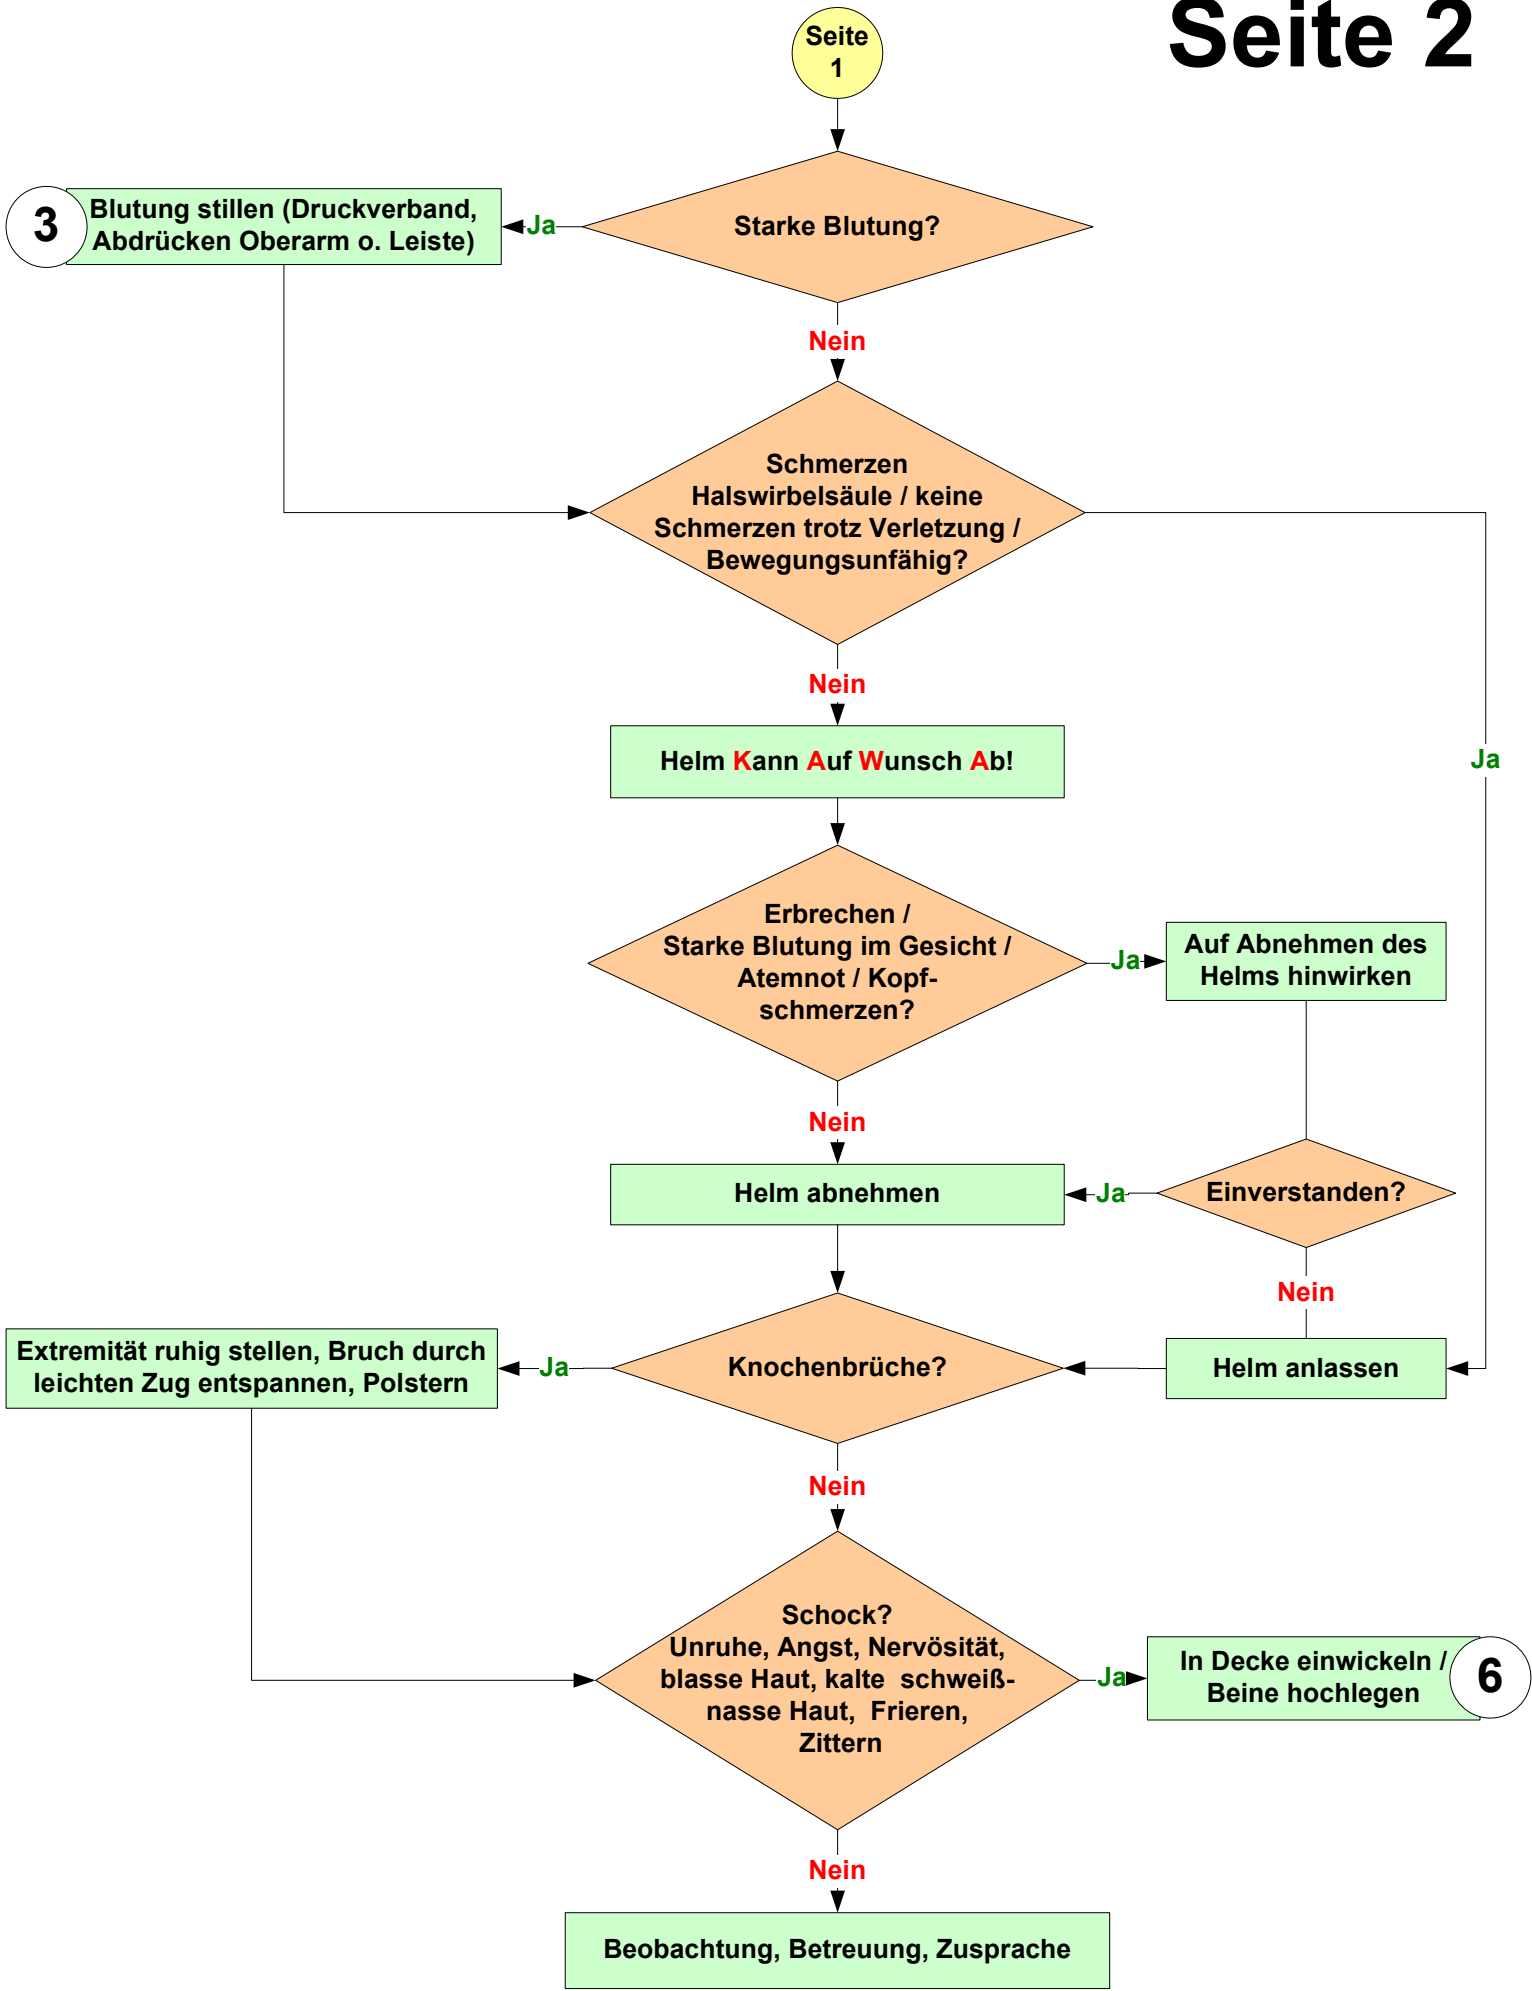 Seite 2
Seite
1
3
Blutung stillen (Druckverband,
Abdrücken Oberarm o. Leiste)
Ja
Starke Blutung?
Nein
Schmerzen
Halswirbelsäule / keine
Schmerzen trotz Verletzung /
Bewegungsunfähig?
Nein
Helm Kann Auf Wunsch Ab!
Ja
Erbrechen /
Starke Blutung im Gesicht /
Atemnot / Kopf-
schmerzen?
Ja
Auf Abnehmen des
Helms hinwirken
Nein
Helm abnehmen
Ja
Einverstanden?
Nein
Extremität ruhig stellen, Bruch durch
leichten Zug entspannen, Polstern
Ja
Knochenbrüche?
Helm anlassen
Nein
Schock?
Unruhe, Angst, Nervösität,
blasse Haut, kalte  schweiß-
nasse Haut,  Frieren,
Zittern
Ja
In Decke einwickeln /
Beine hochlegen
6
Nein
Beobachtung, Betreuung, Zusprache